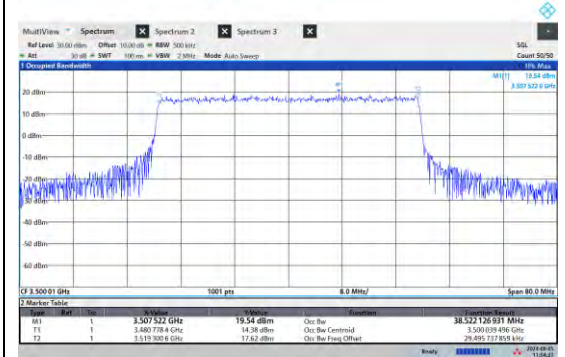 MultiView Spectrum Spectrum 2 Spectrum 3
Ref Level 30.00 dBm Offset 10.00 dB RBW 500 kHz SGL
Att 30 dB SWT 100 ms VBW 2 MHz Mode Auto Sweep Count 50/50
1 Occupied Bandwidth 1Pk Max
M1[1] 19.54 dBm
3.507 522 0 GHz
20 dBm
10 dBm
0 dBm
-10 dBm
-20 dBm
-30 dBm
-40 dBm
-50 dBm
-60 dBm
CF 3.500 01 GHz 1001 pts 8.0 MHz/ Span 80.0 MHz
2 Marker Table
Type Ref Trc X-Value Y-Value Function Function Result
M1 1 3.507 522 GHz 19.54 dBm Occ Bw 38.522 126 931 MHz
T1 1 3.480 778 4 GHz 14.38 dBm Occ Bw Centroid 3.500 039 496 GHz
T2 1 3.519 300 6 GHz 17.62 dBm Occ Bw Freq Offset 29.495 737 859 kHz
Ready